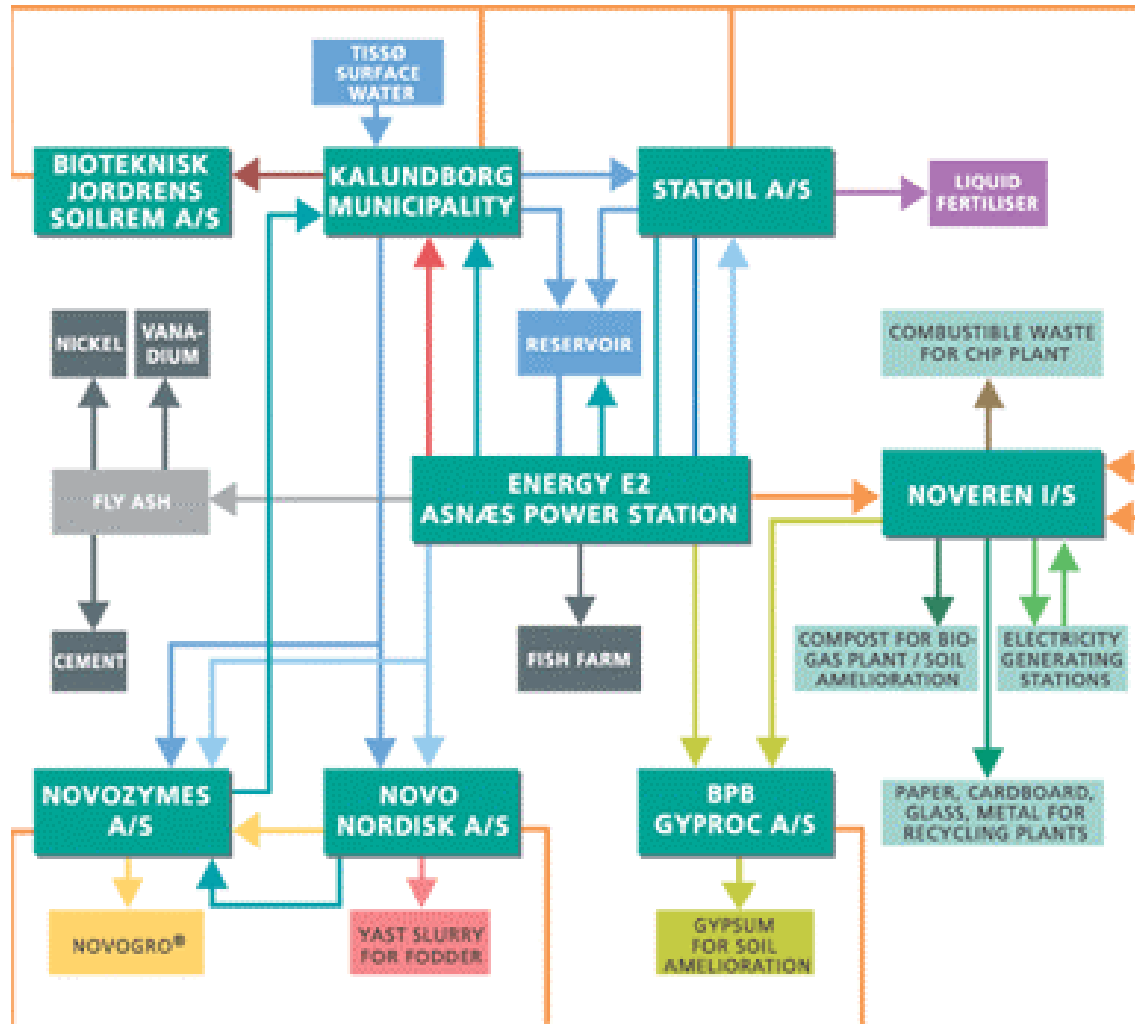 TISSØ
SURFACE
WATER
BIOTEKNISK
JORDRENS
SOILREM A/S
KALUNDBORG
MUNICIPALITY
STATOIL A/S
LIQUID
FERTILISER
NICKEL
VANA-
DIUM
RESERVOIR
COMBUSTIBLE WASTE
FOR CHP PLANT
FLY ASH
ENERGY E2
ASNÆS POWER STATION
NOVEREN I/S
CEMENT
FISH FARM
COMPOST FOR BIO-
GAS PLANT / SOIL
AMELIORATION
ELECTRICITY
GENERATING
STATIONS
NOVOZYMES
A/S
NOVO
NORDISK A/S
BPB
GYPROC A/S
PAPER, CARDBOARD,
GLASS, METAL FOR
RECYCLING PLANTS
NOVOGRO®
YAST SLURRY
FOR FODDER
GYPSUM
FOR SOIL
AMELIORATION